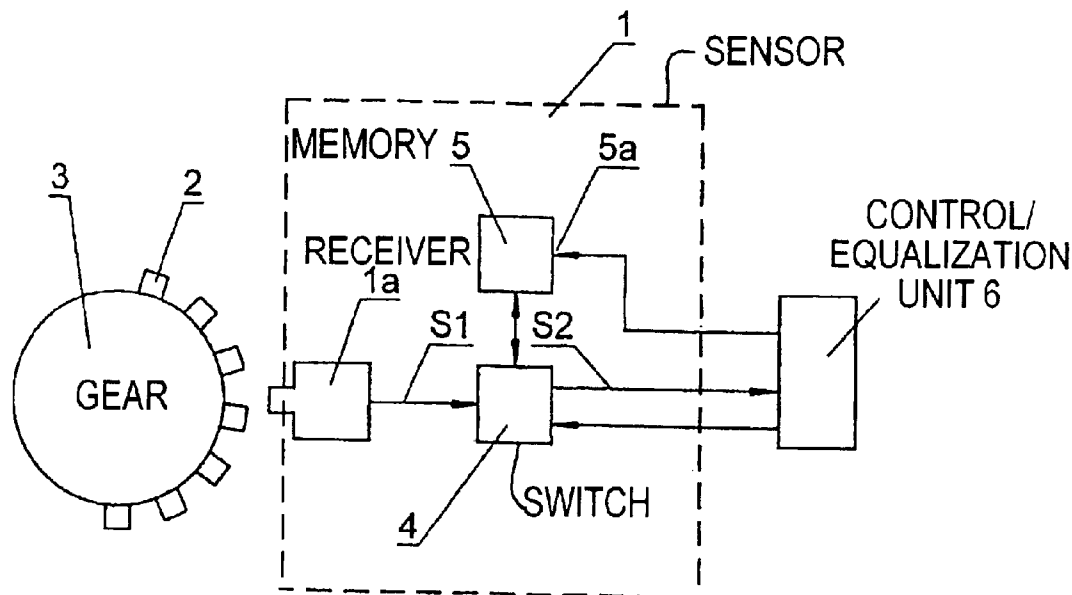 1
SENSOR
MEMORY 5
5a
3
2
RECEIVER
1a
CONTROL/
EQUALIZATION
UNIT 6
S1
S2
GEAR
4
SWITCH